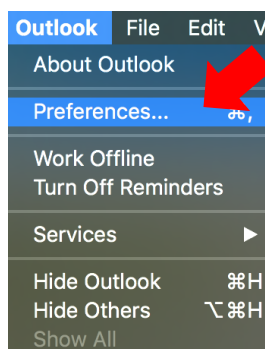 Outlook File Edit V
About Outlook
Preferences... ⌘,
Work Offline
Turn Off Reminders
Services ▶
Hide Outlook ⌘H
Hide Others ⌥⌘H
Show All